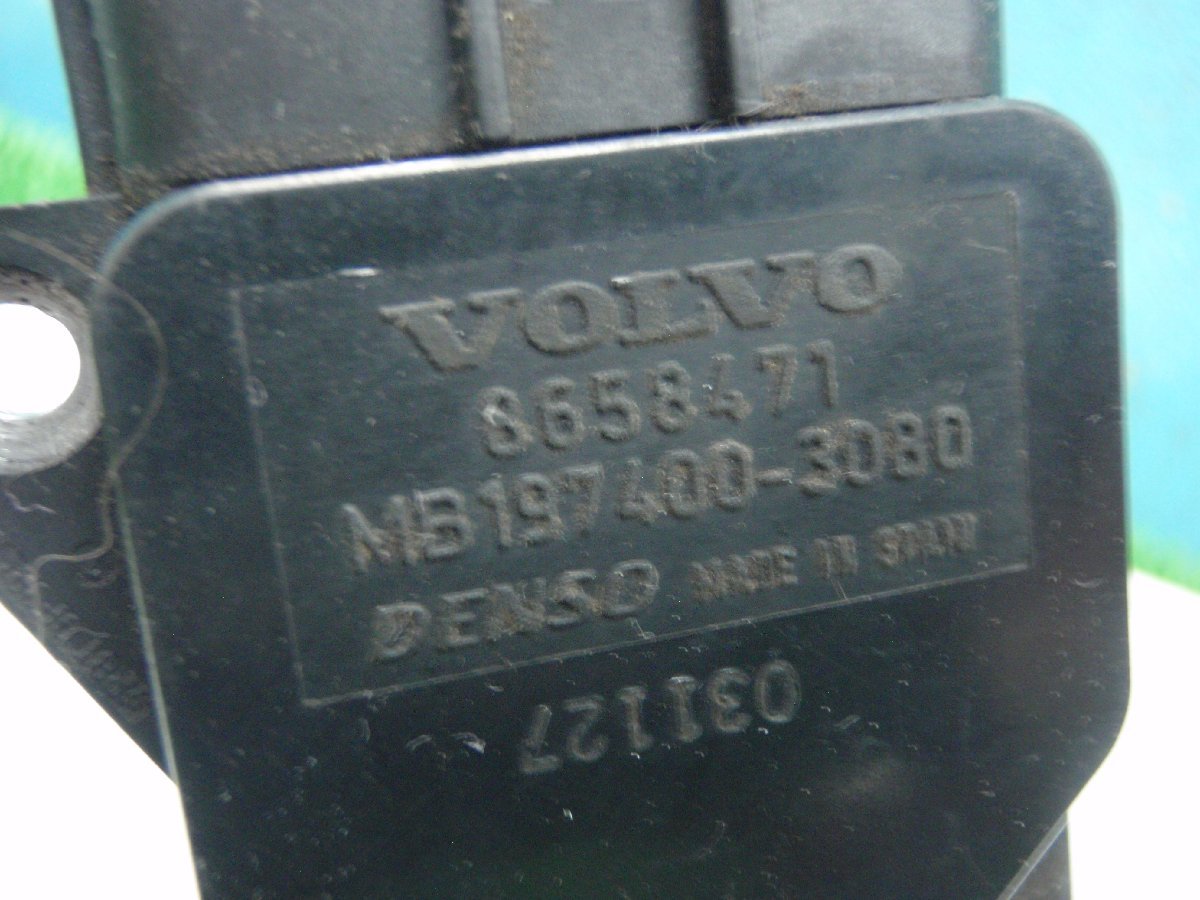 VOLVO
8658471
MB197400-3080
DENSO MADE IN SPAIN
031127